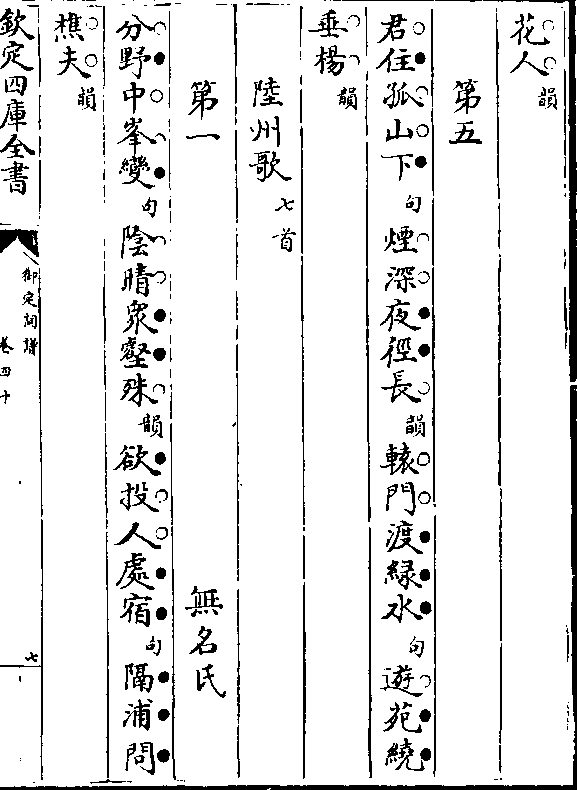 花人韻
第五
君住孤山下句煙深夜徑長韻轅門渡綠水句遊苑繞
垂楊韻
陸州歌七首
第一 無名氏
分野中峯變句陰晴衆壑殊韻欲投人處宿句隔浦問
樵夫韻
欽定四庫全書
御定詞譜 卷四十
七